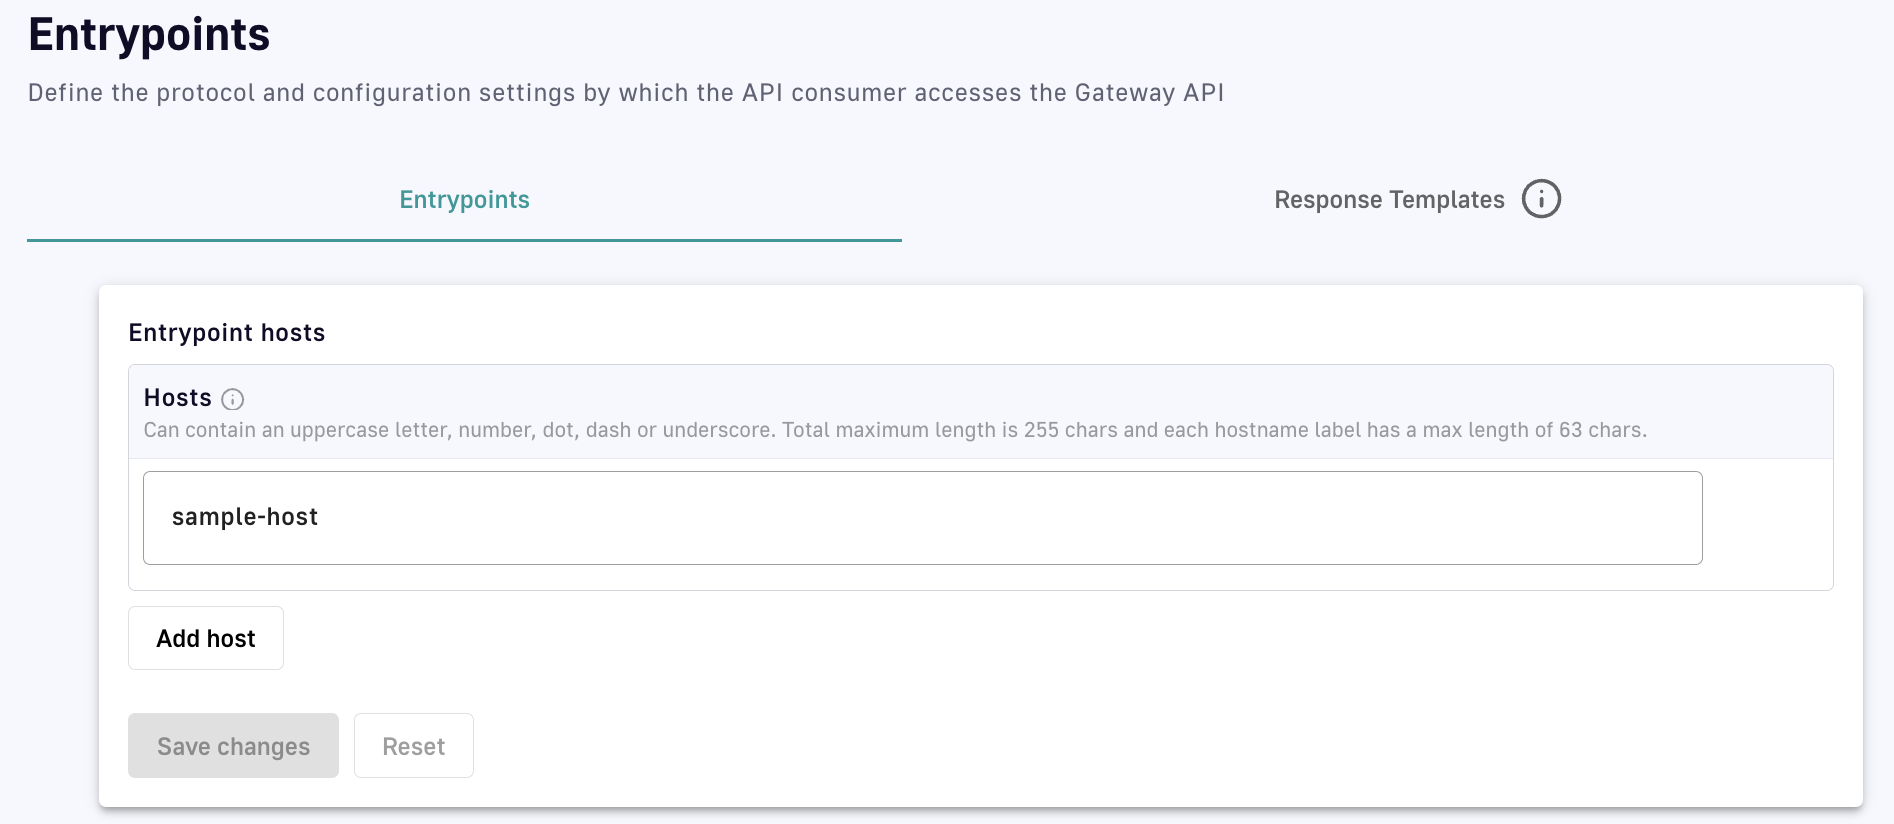 Entrypoints
Define the protocol and configuration settings by which the API consumer accesses the Gateway API
Entrypoints
Response Templates
Entrypoint hosts
Hosts
Can contain an uppercase letter, number, dot, dash or underscore. Total maximum length is 255 chars and each hostname label has a max length of 63 chars.
sample-host
Add host
Save changes
Reset